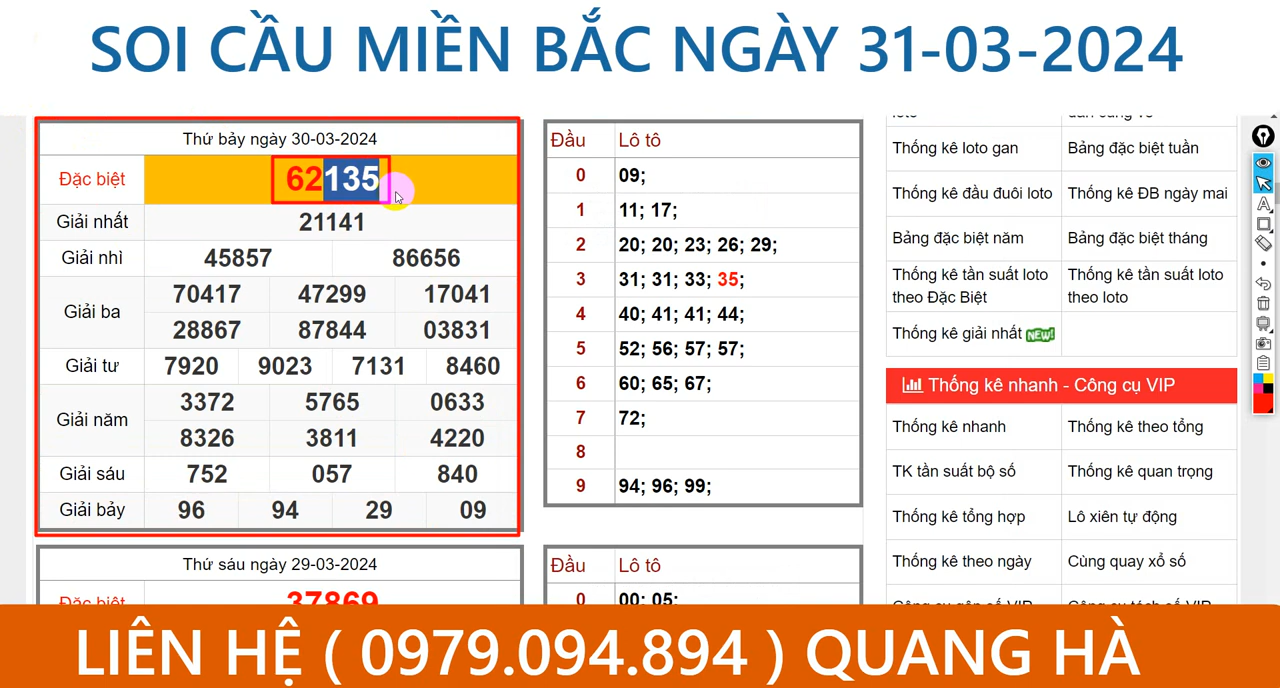 SOI CẦU MIỀN BẮC NGÀY 31-03-2024
Thứ bảy ngày 30-03-2024
Đặc biệt 62135
Giải nhất 21141
Giải nhì 45857 86656
Giải ba 70417 47299 17041
28867 87844 03831
Giải tư 7920 9023 7131 8460
Giải năm 3372 5765 0633
8326 3811 4220
Giải sáu 752 057 840
Giải bảy 96 94 29 09
Thứ sáu ngày 29-03-2024
Đặc biệt 37869
Đầu Lô tô
0 09;
1 11; 17;
2 20; 20; 23; 26; 29;
3 31; 31; 33; 35;
4 40; 41; 41; 44;
5 52; 56; 57; 57;
6 60; 65; 67;
7 72;
8
9 94; 96; 99;
Đầu Lô tô
0 00; 05;
loto
Thống kê loto gan Bảng đặc biệt tuần
Thống kê đầu đuôi loto Thống kê ĐB ngày mai
Bảng đặc biệt năm Bảng đặc biệt tháng
Thống kê tần suất loto theo Đặc Biệt Thống kê tần suất loto theo loto
Thống kê giải nhất NEW!
Thống kê nhanh - Công cụ VIP
Thống kê nhanh Thống kê theo tổng
TK tần suất bộ số Thống kê quan trọng
Thống kê tổng hợp Lô xiên tự động
Thống kê theo ngày Cùng quay xổ số
LIÊN HỆ ( 0979.094.894 ) QUANG HÀ